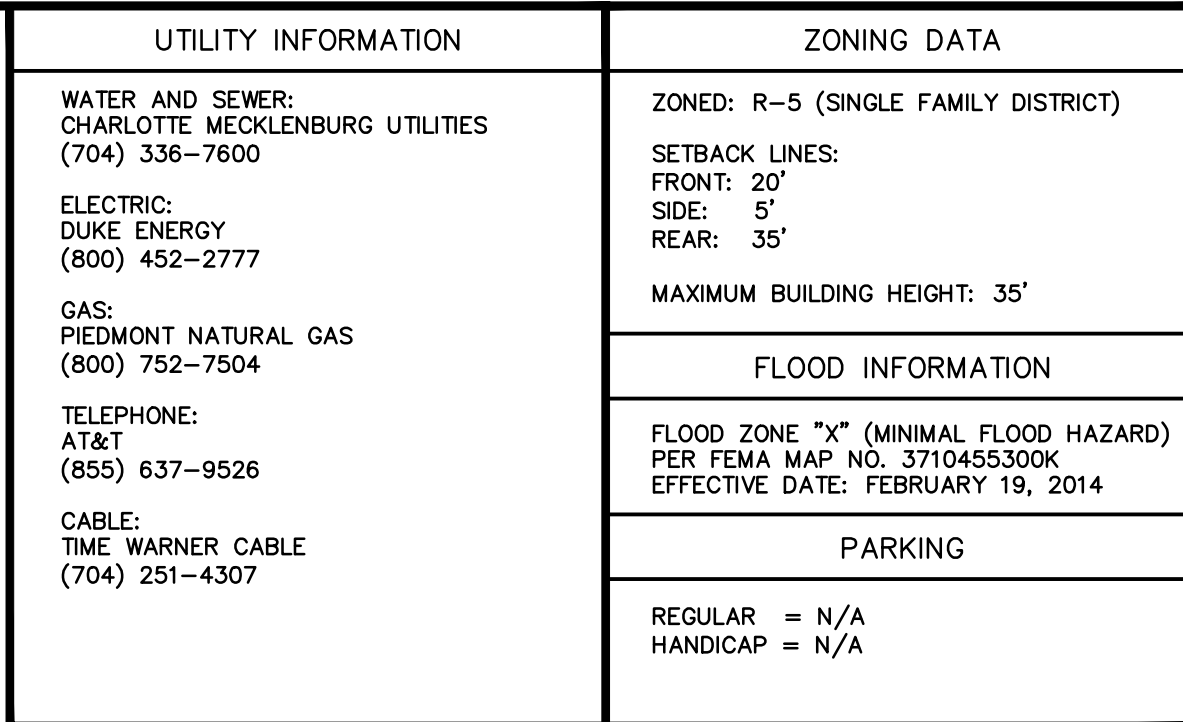 UTILITY INFORMATION
WATER AND SEWER:
CHARLOTTE MECKLENBURG UTILITIES
(704) 336-7600
ELECTRIC:
DUKE ENERGY
(800) 452-2777
GAS:
PIEDMONT NATURAL GAS
(800) 752-7504
TELEPHONE:
AT&T
(855) 637-9526
CABLE:
TIME WARNER CABLE
(704) 251-4307
ZONING DATA
ZONED: R-5 (SINGLE FAMILY DISTRICT)
SETBACK LINES:
FRONT: 20'
SIDE: 5'
REAR: 35'
MAXIMUM BUILDING HEIGHT: 35'
FLOOD INFORMATION
FLOOD ZONE "X" (MINIMAL FLOOD HAZARD)
PER FEMA MAP NO. 3710455300K
EFFECTIVE DATE: FEBRUARY 19, 2014
PARKING
REGULAR = N/A
HANDICAP = N/A